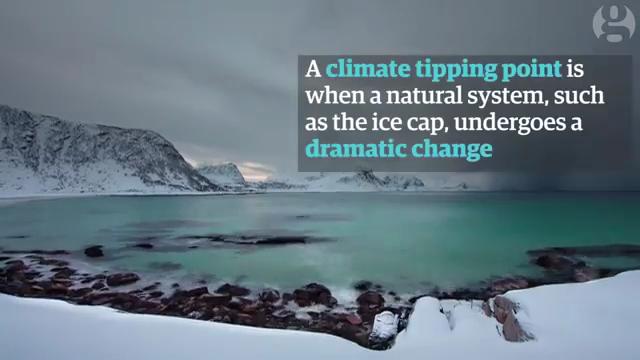 A climate tipping point is
when a natural system, such
as the ice cap, undergoes a
dramatic change